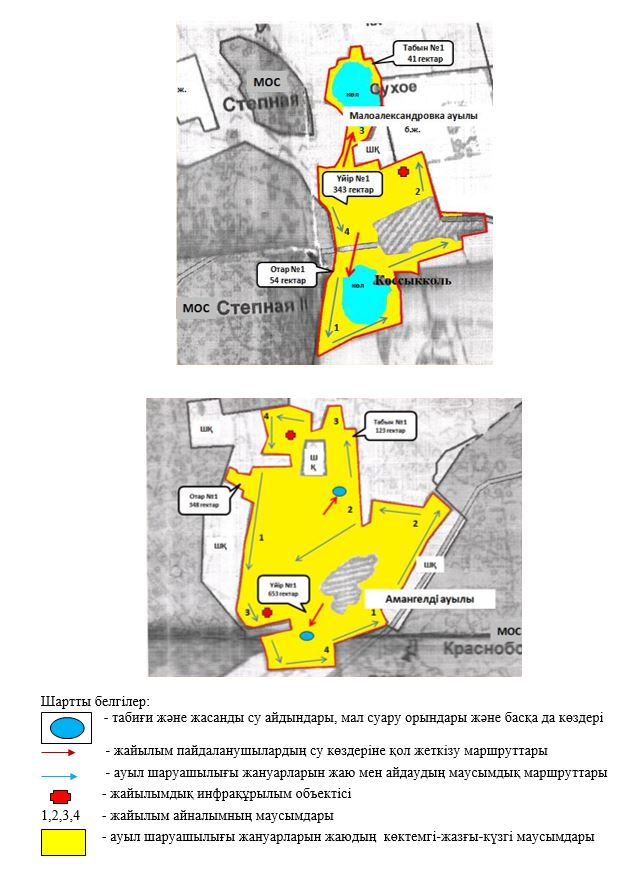 Табын №1
41 гектар
МОС
ж.
көл
Сухое
Степная
Малоалександровка ауылы
б.ж.
3
ШҚ
Үйір №1
343 гектар
2
4
Отар №1
54 гектар
көл
Коссыкколь
МОС
Степная II
1
4
3
Табын №1
123 гектар
ШҚ
Ш
Қ
Отар №1
348 гектар
2
2
1
ШҚ
ШҚ
Үйір №1
653 гектар
Амангелді ауылы
3
1
МОС
4
Краснобо
Шартты белгілер:
- табиғи және жасанды су айдындары, мал суару орындары және басқа да көздері
- жайылым пайдаланушылардың су көздеріне қол жеткізу маршруттары
- ауыл шаруашылығы жануарларын жаю мен айдаудың маусымдық маршруттары
- жайылымдық инфрақұрылым объектісі
1,2,3,4 - жайылым айналымның маусымдары
- ауыл шаруашылығы жануарларын жаюдың көктемгі-жазғы-күзгі маусымдары